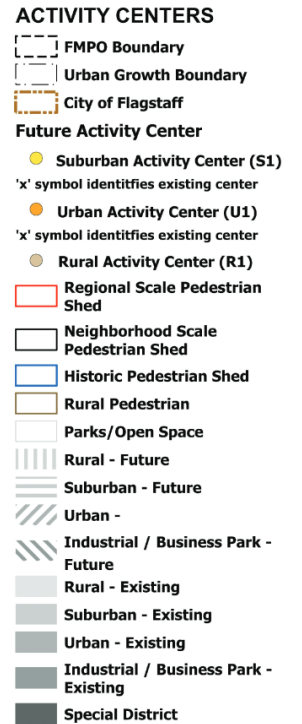 ACTIVITY CENTERS
FMPO Boundary
Urban Growth Boundary
City of Flagstaff
Future Activity Center
Suburban Activity Center (S1)
'x' symbol identifies existing center
Urban Activity Center (U1)
'x' symbol identifies existing center
Rural Activity Center (R1)
Regional Scale Pedestrian
Shed
Neighborhood Scale
Pedestrian Shed
Historic Pedestrian Shed
Rural Pedestrian
Parks/Open Space
Rural - Future
Suburban - Future
Urban -
Industrial / Business Park -
Future
Rural - Existing
Suburban - Existing
Urban - Existing
Industrial / Business Park -
Existing
Special District